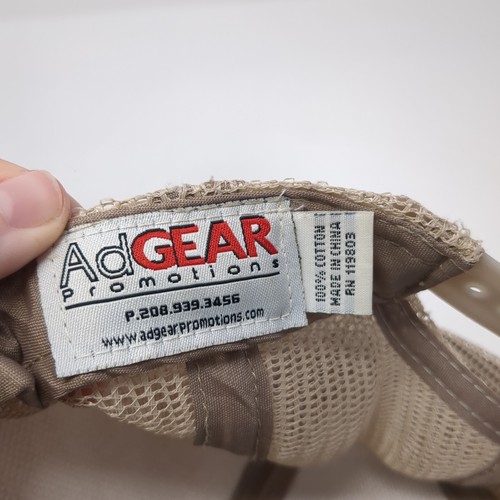 AdGEAR
Promotions
P.208.939.3456
www.adgearpromotions.com
100% COTTON
MADE IN CHINA
RN 119803